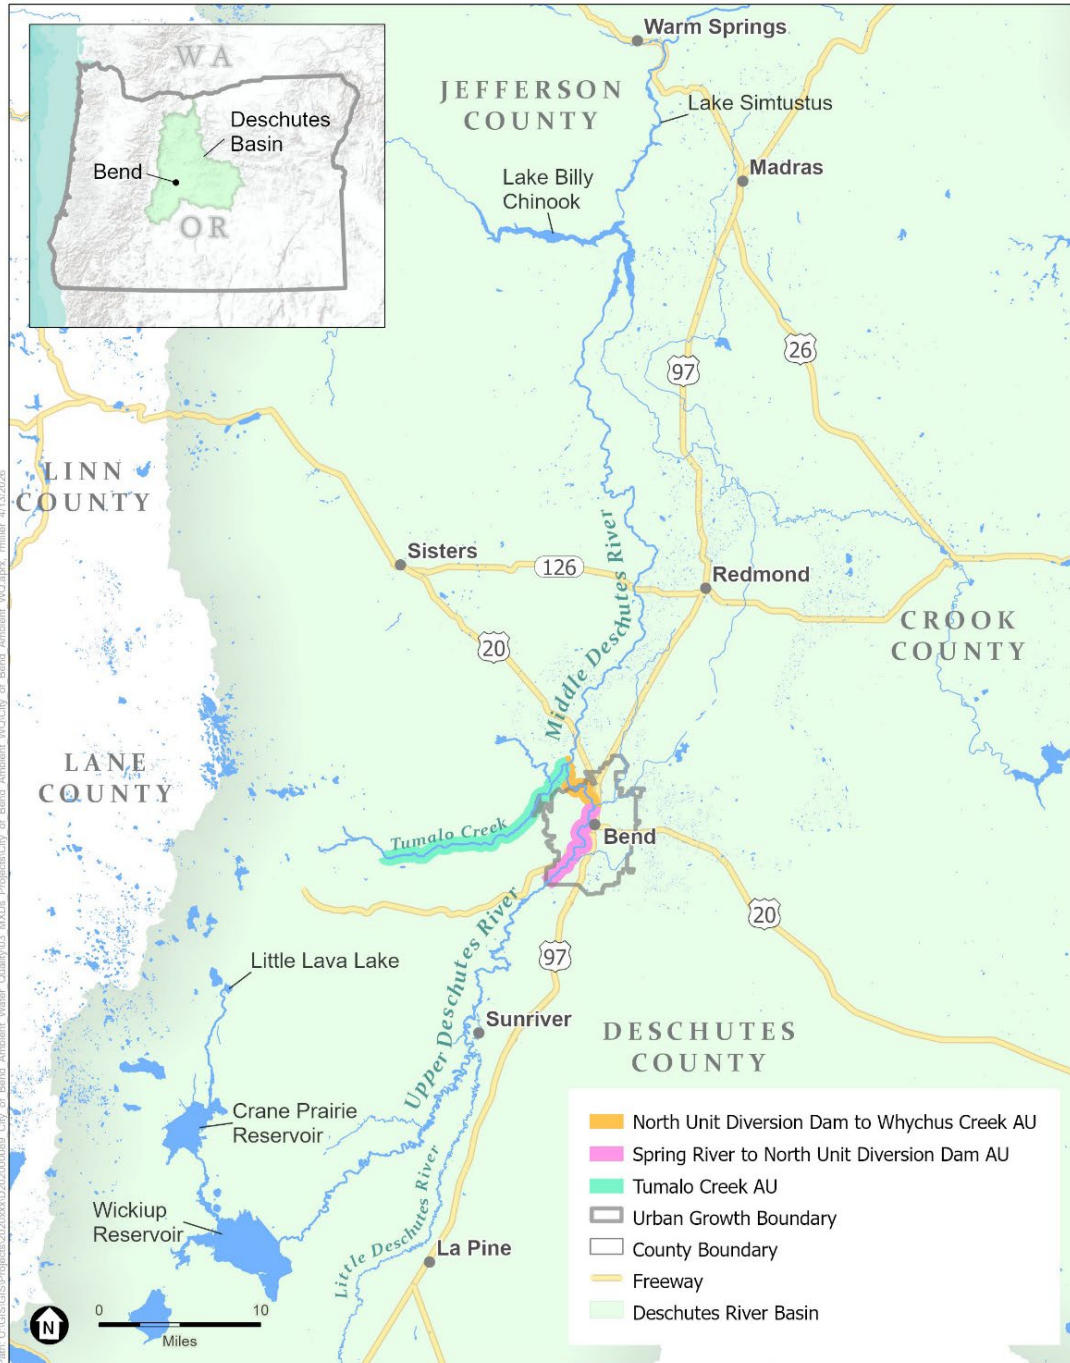 WA
Deschutes
Basin
Bend
OR
Warm Springs
JEFFERSON
COUNTY
Lake Simtustus
Madras
Lake Billy
Chinook
26
97
LINN
COUNTY
Sisters
126
Middle Deschutes River
Redmond
CROOK
COUNTY
20
LANE
COUNTY
Tumalo Creek
Bend
20
Upper Deschutes River
97
Little Lava Lake
Sunriver
DESCHUTES
COUNTY
Crane Prairie
Reservoir
Wickiup
Reservoir
Little Deschutes River
La Pine
North Unit Diversion Dam to Whychus Creek AU
Spring River to North Unit Diversion Dam AU
Tumalo Creek AU
Urban Growth Boundary
County Boundary
Freeway
Deschutes River Basin
N
0 10
Miles